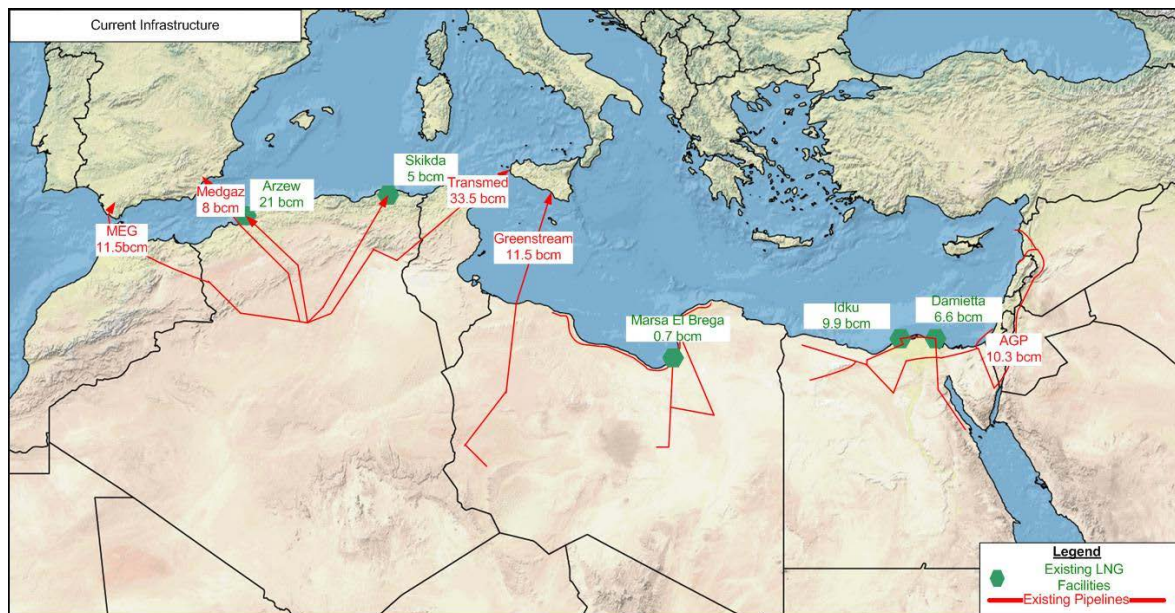 Current Infrastructure
Skikda
5 bcm
Medgaz
8 bcm
Arzew
21 bcm
Transmed
33.5 bcm
MEG
11.5bcm
Greenstream
11.5 bcm
Marsa El Brega
0.7 bcm
Idku
9.9 bcm
Damietta
6.6 bcm
AGP
10.3 bcm
Legend
Existing LNG
Facilities
Existing Pipelines